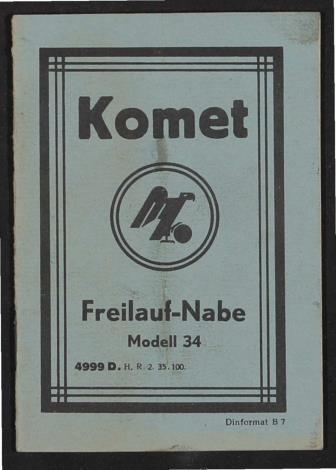 Komet
Freilauf-Nabe
Modell 34
4999 D. H. R. 2. 35. 100.
Dinformat B 7